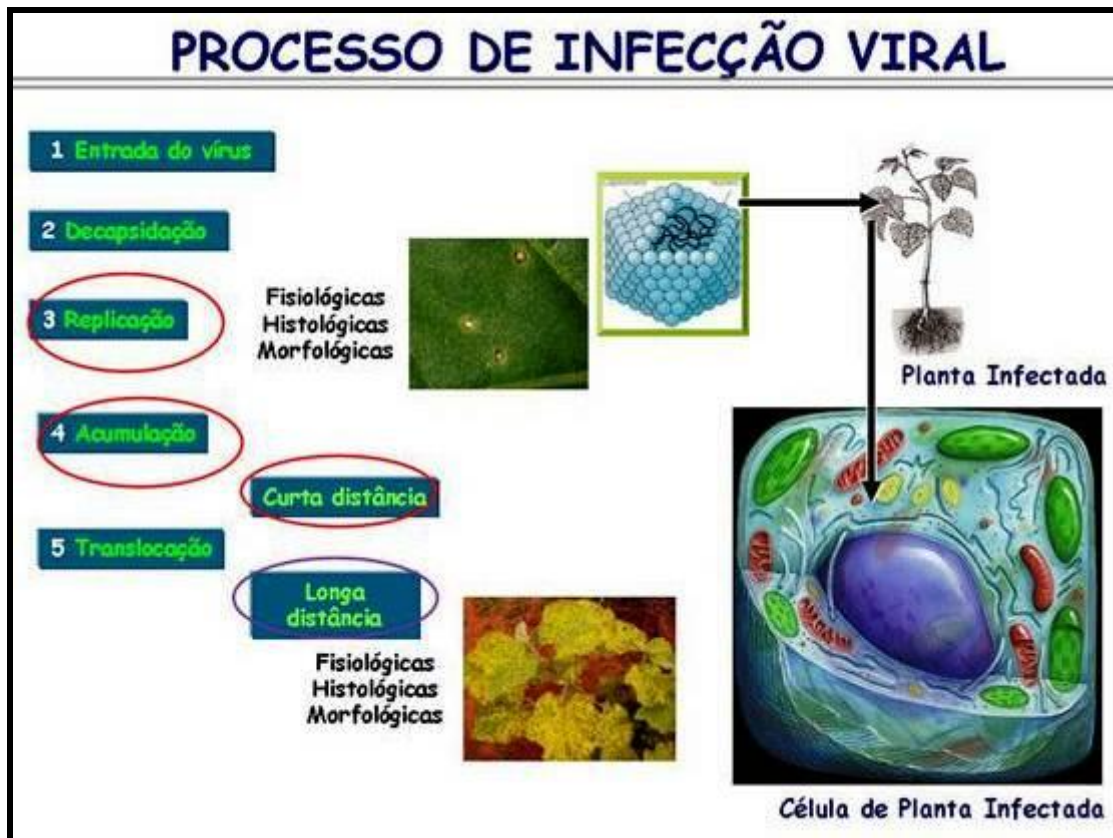 PROCESSO DE INFECÇÃO VIRAL
1 Entrada do vírus
2 Decapsidação
3 Replicação
Fisiológicas
Histológicas
Morfológicas
Planta Infectada
4 Acumulação
Curta distância
5 Translocação
Longa
distância
Fisiológicas
Histológicas
Morfológicas
Célula de Planta Infectada